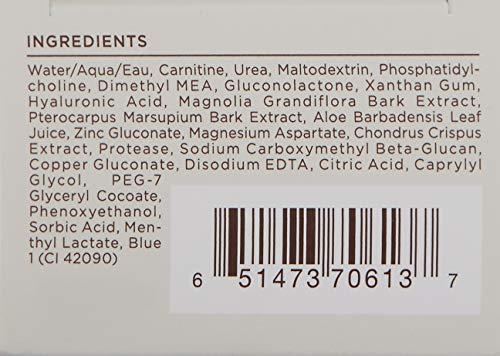 INGREDIENTS
Water/Aqua/Eau, Carnitine, Urea, Maltodextrin, Phosphatidyl-
choline, Dimethyl MEA, Gluconolactone, Xanthan Gum,
Hyaluronic Acid, Magnolia Grandiflora Bark Extract,
Pterocarpus Marsupium Bark Extract, Aloe Barbadensis Leaf
Juice, Zinc Gluconate, Magnesium Aspartate, Chondrus Crispus
Extract, Protease, Sodium Carboxymethyl Beta-Glucan,
Copper Gluconate, Disodium EDTA, Citric Acid, Caprylyl
Glycol, PEG-7
Glyceryl Cocoate,
Phenoxyethanol,
Sorbic Acid, Men-
thyl Lactate, Blue
1 (CI 42090)
6 51473 70613 7